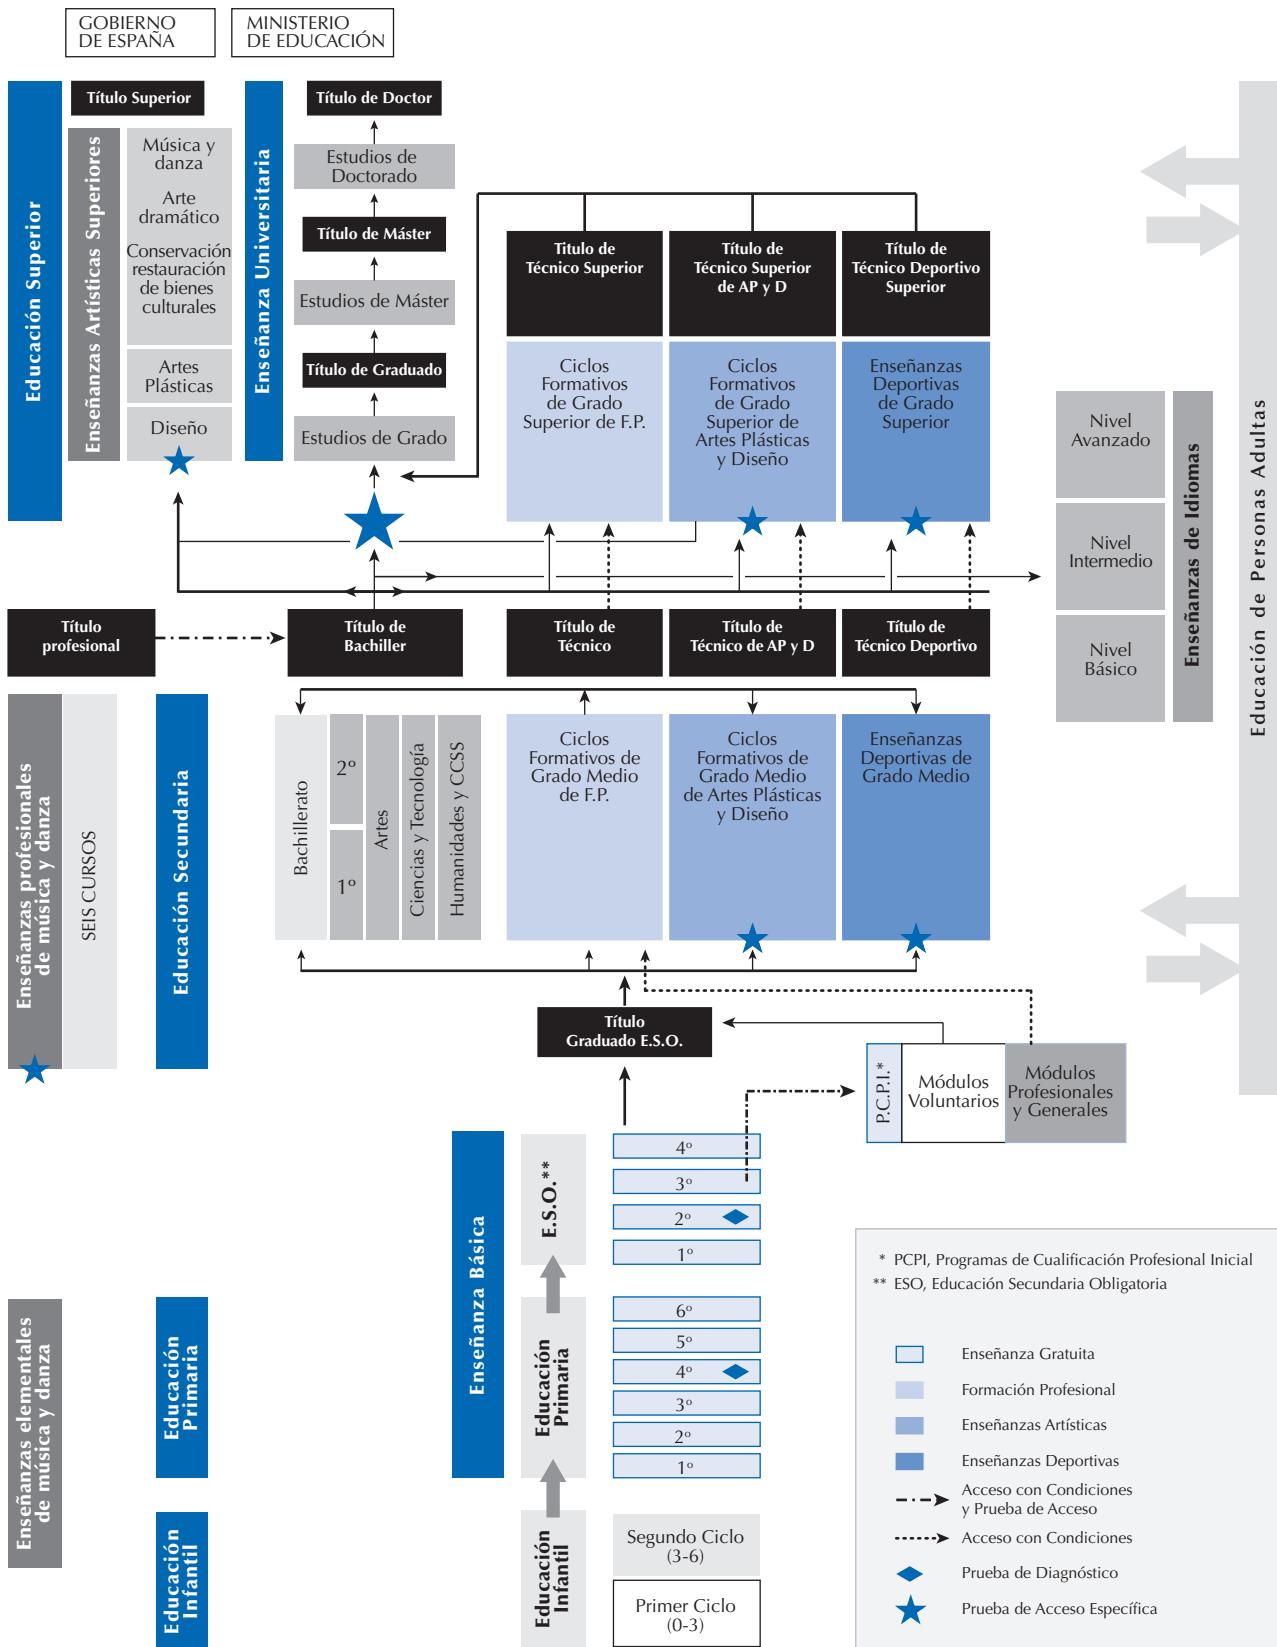 GOBIERNO
DE ESPAÑA
MINISTERIO
DE EDUCACIÓN
Educación Superior
Título Superior
Enseñanzas Artísticas Superiores
Música y
danza
Arte
dramático
Conservación
restauración
de bienes
culturales
Artes
Plásticas
Diseño
Enseñanza Universitaria
Título de Doctor
Estudios de
Doctorado
Título de Máster
Estudios de Máster
Título de Graduado
Estudios de Grado
Titulo de
Técnico Superior
Título de
Técnico Superior
de AP y D
Título de
Técnico Deportivo
Superior
Ciclos
Formativos
de Grado
Superior de F.P.
Ciclos
Formativos
de Grado
Superior de
Artes Plásticas
y Diseño
Enseñanzas
Deportivas
de Grado
Superior
Nivel
Avanzado
Nivel
Intermedio
Nivel
Básico
Enseñanzas de Idiomas
Educación de Personas Adultas
Título
profesional
Título de
Bachiller
Título de
Técnico
Título de
Técnico de AP y D
Título de
Técnico Deportivo
Enseñanzas profesionales
de música y danza
SEIS CURSOS
Educación Secundaria
Bachillerato
2º
1º
Artes
Ciencias y Tecnología
Humanidades y CCSS
Ciclos
Formativos de
Grado Medio
de F.P.
Ciclos
Formativos de
Grado Medio
de Artes Plásticas
y Diseño
Enseñanzas
Deportivas de
Grado Medio
Título
Graduado E.S.O.
P.C.P.I.*
Módulos
Voluntarios
Módulos
Profesionales
y Generales
Enseñanza Básica
E.S.O.**
4º
3º
2º
1º
Enseñanzas elementales
de música y danza
Educación
Primaria
Educación
Primaria
6º
5º
4º
3º
2º
1º
Educación
Infantil
Educación
Infantil
Segundo Ciclo
(3-6)
Primer Ciclo
(0-3)
* PCPI, Programas de Cualificación Profesional Inicial
** ESO, Educación Secundaria Obligatoria
Enseñanza Gratuita
Formación Profesional
Enseñanzas Artísticas
Enseñanzas Deportivas
Acceso con Condiciones
y Prueba de Acceso
Acceso con Condiciones
Prueba de Diagnóstico
Prueba de Acceso Específica